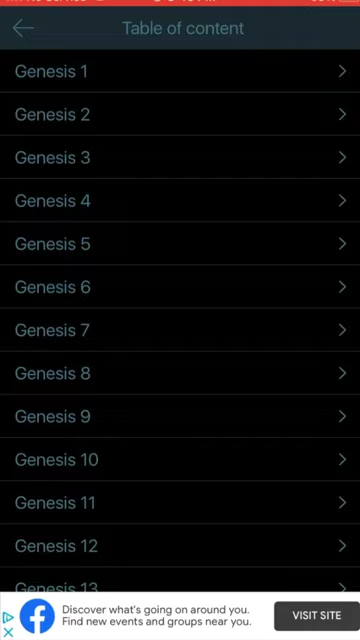 Table of content
Genesis 1
Genesis 2
Genesis 3
Genesis 4
Genesis 5
Genesis 6
Genesis 7
Genesis 8
Genesis 9
Genesis 10
Genesis 11
Genesis 12
Genesis 13
Discover what's going on around you.
Find new events and groups near you.
VISIT SITE